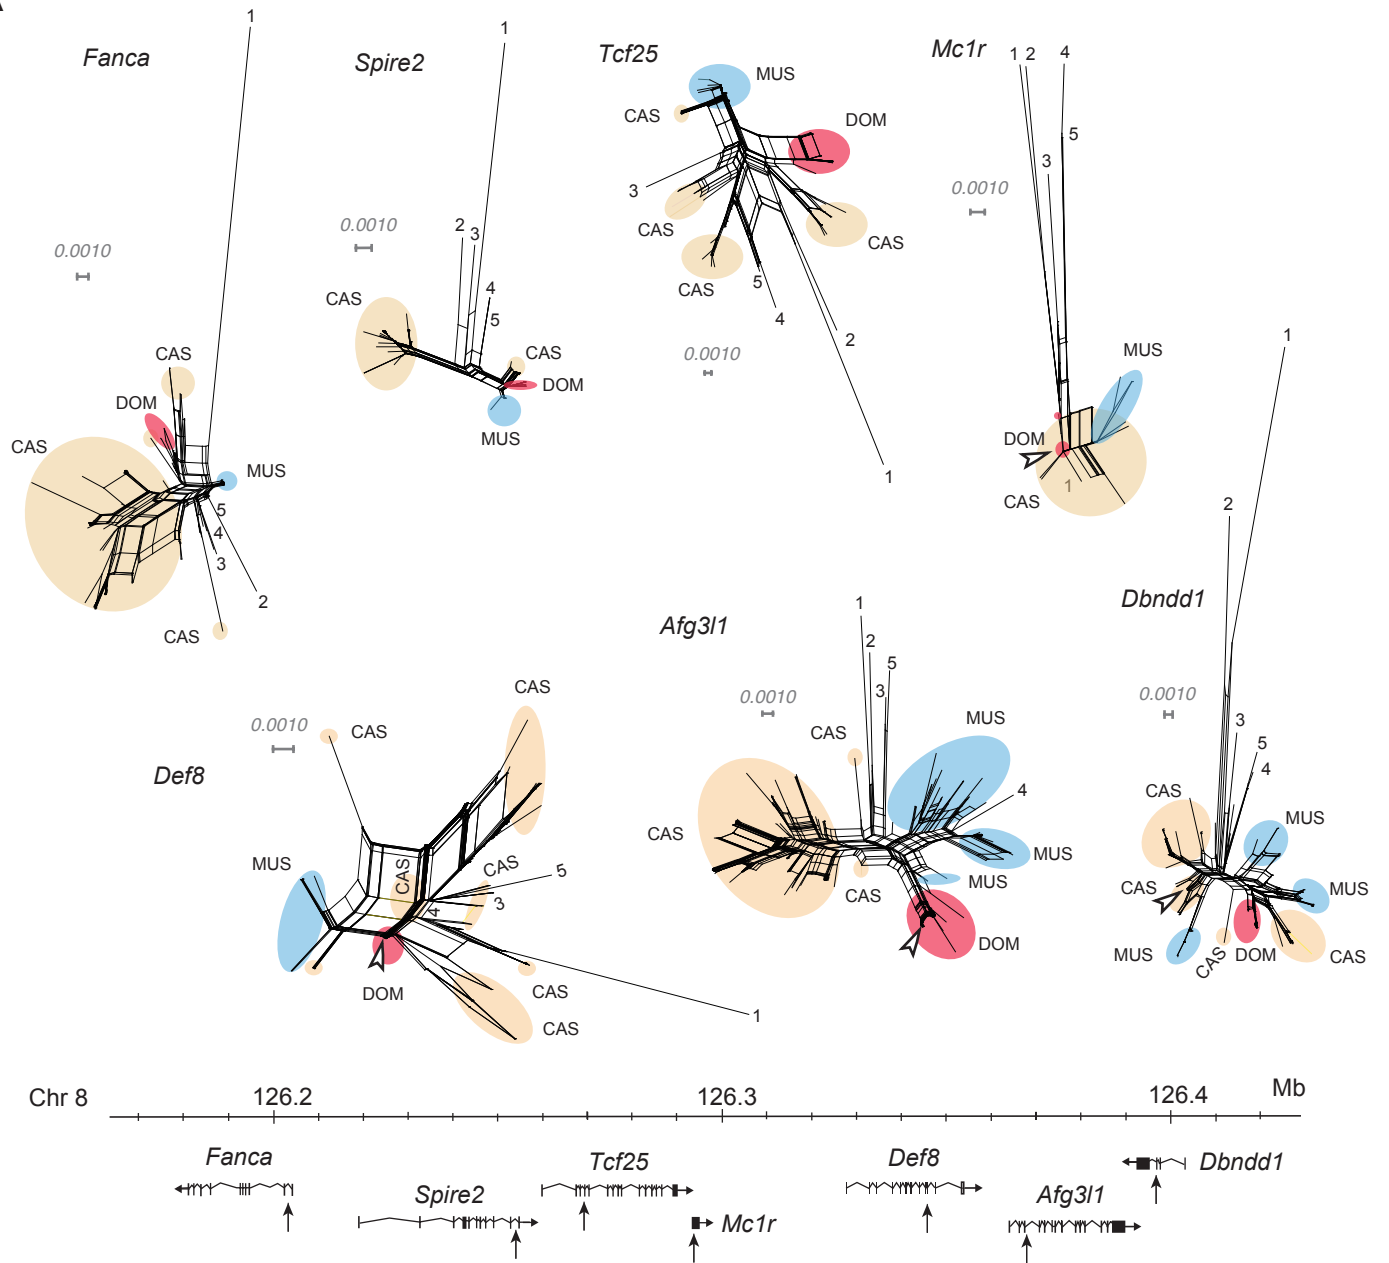 Fanca
1
0.0010
CAS
DOM
CAS
MUS
5
4
3
2
CAS
Spire2
1
0.0010
2
3
CAS
4
5
CAS
DOM
MUS
Tcf25
MUS
CAS
DOM
3
CAS
CAS
CAS
5
4
2
0.0010
1
Mc1r
1 2 4
5
3
0.0010
MUS
DOM
CAS
1
Def8
0.0010
CAS
CAS
MUS
CAS
CAS
5
3
4
DOM
CAS
CAS
1
Afg3l1
1
2
5
3
0.0010
CAS
MUS
4
CAS
MUS
CAS
MUS
DOM
Dbndd1
1
2
0.0010
3
5
4
CAS
MUS
CAS
MUS
MUS
CAS
DOM
CAS
Chr 8 126.2 126.3 126.4 Mb
Fanca Tcf25 Def8 Dbndd1
Spire2 Mc1r Afg3l1